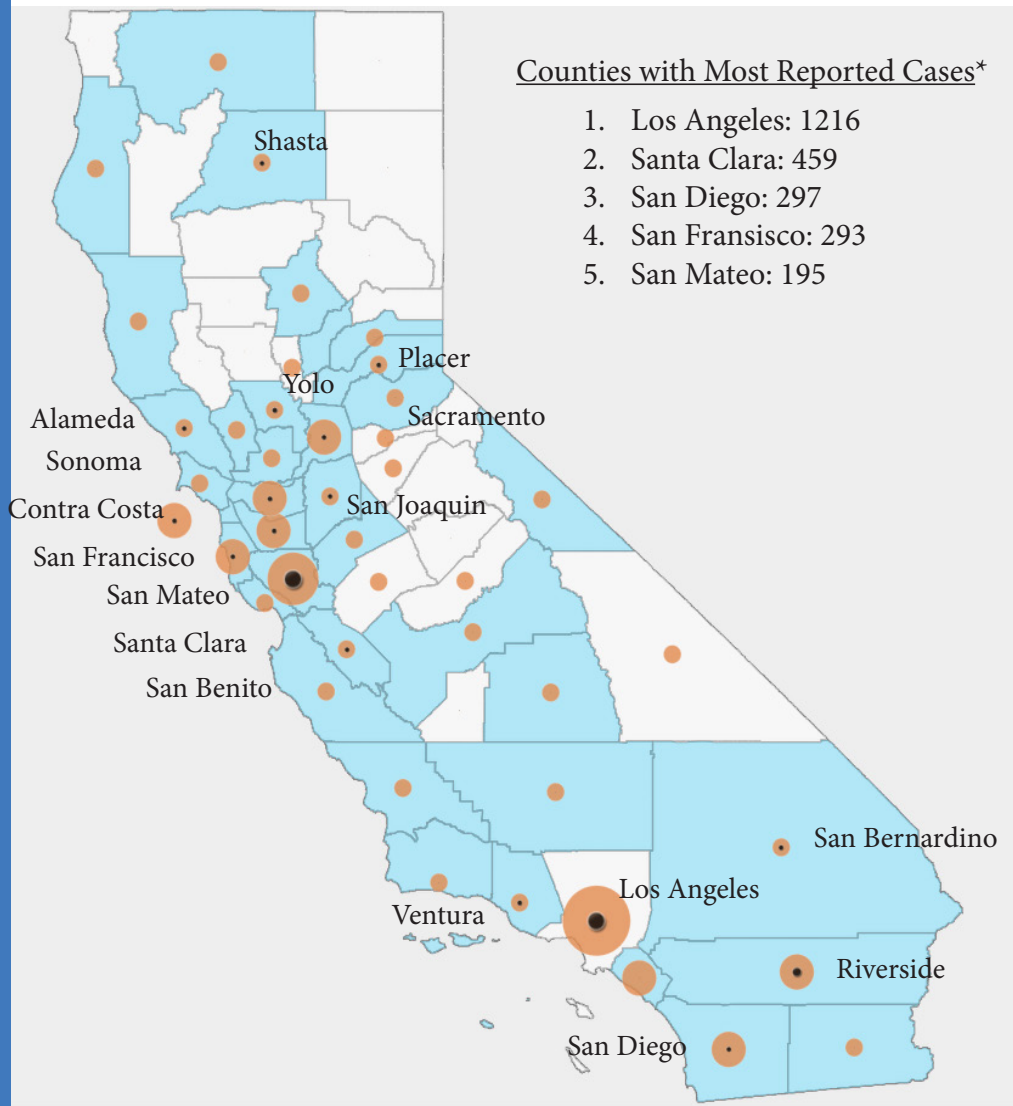 Counties with Most Reported Cases*
1. Los Angeles: 1216
2. Santa Clara: 459
3. San Diego: 297
4. San Fransisco: 293
5. San Mateo: 195
Shasta
Placer
Yolo
Alameda
Sacramento
Sonoma
Contra Costa
San Joaquin
San Francisco
San Mateo
Santa Clara
San Benito
San Bernardino
Los Angeles
Ventura
Riverside
San Diego